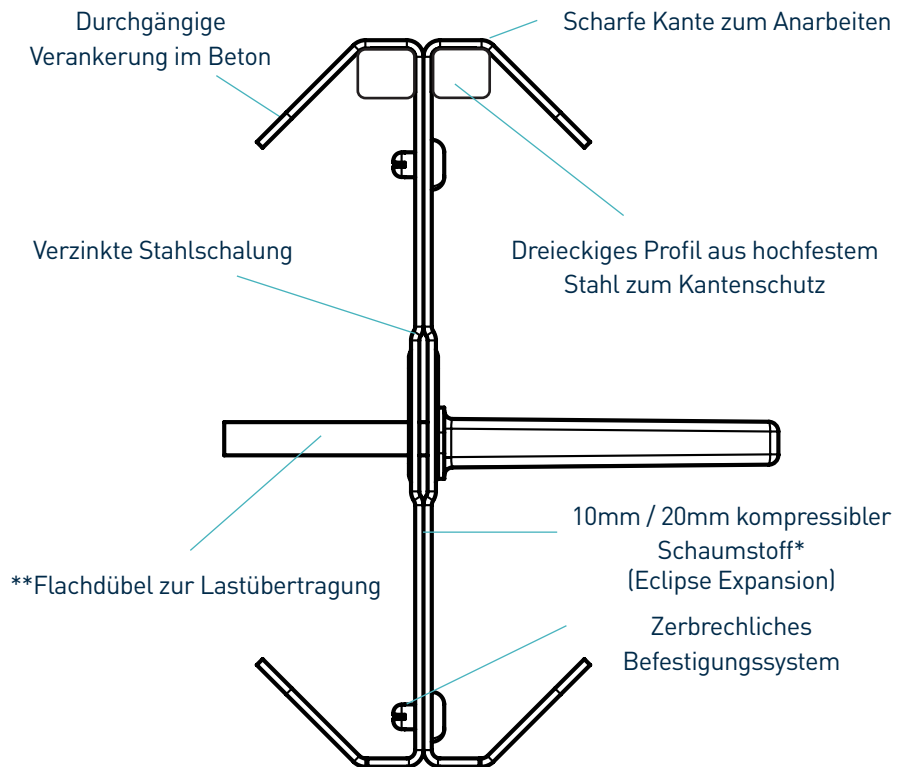 Durchgängige
Verankerung im Beton
Scharfe Kante zum Anarbeiten
Verzinkte Stahlschalung
Dreieckiges Profil aus hochfestem
Stahl zum Kantenschutz
**Flachdübel zur Lastübertragung
10mm / 20mm kompressibler
Schaumstoff*
(Eclipse Expansion)
Zerbrechliches
Befestigungssystem